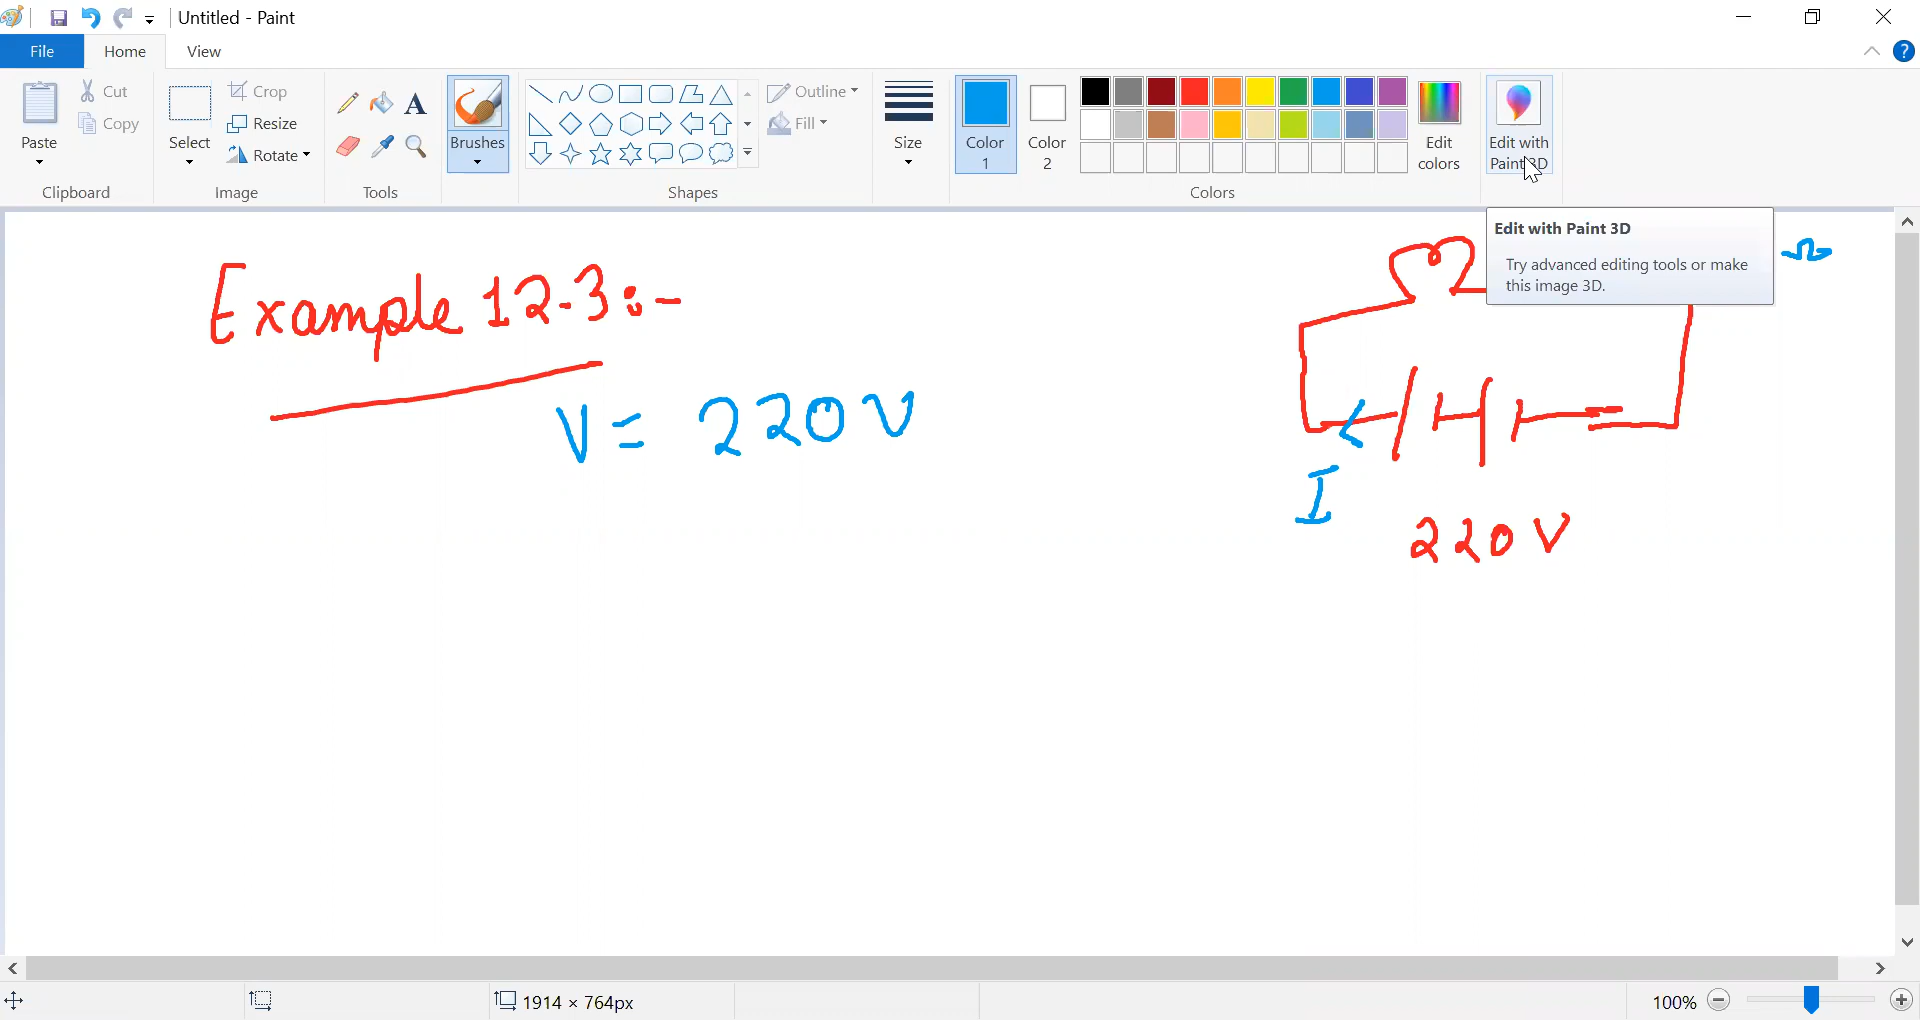 Untitled - Paint
File Home View
Paste
Cut
Copy
Clipboard
Select
Crop
Resize
Rotate
Image
Tools
Brushes
Shapes
Outline
Fill
Size
Color 1
Color 2
Edit colors
Colors
Edit with Paint 3D
Edit with Paint 3D
Try advanced editing tools or make
this image 3D.
Example 12.3:-
Ω
V = 220V
I
220V
1914 × 764px
100%